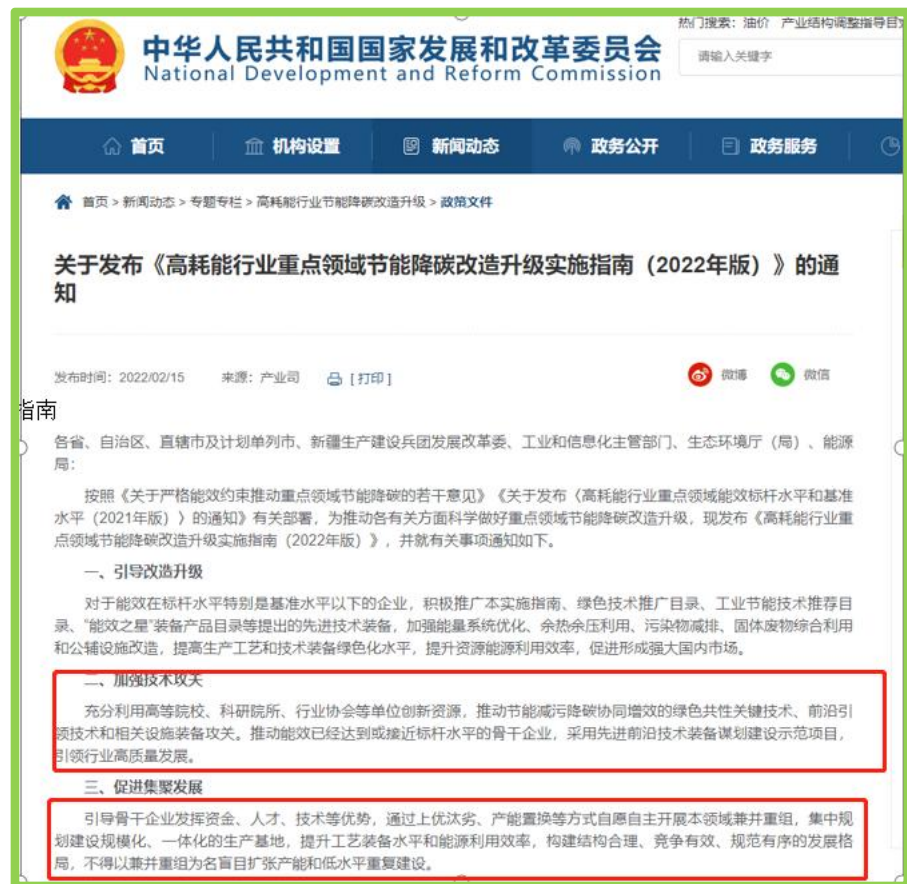 热门搜索：油价 产业结构调整指导目
中华人民共和国国家发展和改革委员会
National Development and Reform Commission
请输入关键字
首页 机构设置 新闻动态 政务公开 政务服务
首页 > 新闻动态 > 专题专栏 > 高耗能行业节能降碳改造升级 > 政策文件
关于发布《高耗能行业重点领域节能降碳改造升级实施指南（2022年版）》的通
知
发布时间：2022/02/15 来源：产业司 [ 打印 ] 微博 微信
指南
各省、自治区、直辖市及计划单列市、新疆生产建设兵团发展改革委、工业和信息化主管部门、生态环境厅（局）、能源
局：
按照《关于严格能效约束推动重点领域节能降碳的若干意见》《关于发布〈高耗能行业重点领域能效标杆水平和基准
水平（2021年版）〉的通知》有关部署，为推动各有关方面科学做好重点领域节能降碳改造升级，现发布《高耗能行业重
点领域节能降碳改造升级实施指南（2022年版）》，并就有关事项通知如下。
一、引导改造升级
对于能效在标杆水平特别是基准水平以下的企业，积极推广本实施指南、绿色技术推广目录、工业节能技术推荐目
录、“能效之星”装备产品目录等提出的先进技术装备，加强能量系统优化、余热余压利用、污染物减排、固体废物综合利用
和公辅设施改造，提高生产工艺和技术装备绿色化水平，提升资源能源利用效率，促进形成强大国内市场。
二、加强技术攻关
充分利用高等院校、科研院所、行业协会等单位创新资源，推动节能减污降碳协同增效的绿色共性关键技术、前沿引
领技术和相关设施装备攻关。推动能效已经达到或接近标杆水平的骨干企业，采用先进前沿技术装备谋划建设示范项目，
引领行业高质量发展。
三、促进集聚发展
引导骨干企业发挥资金、人才、技术等优势，通过上优汰劣、产能置换等方式自愿自主开展本领域兼并重组，集中规
划建设规模化、一体化的生产基地，提升工艺装备水平和能源利用效率，构建结构合理、竞争有效、规范有序的发展格
局，不得以兼并重组为名盲目扩张产能和低水平重复建设。